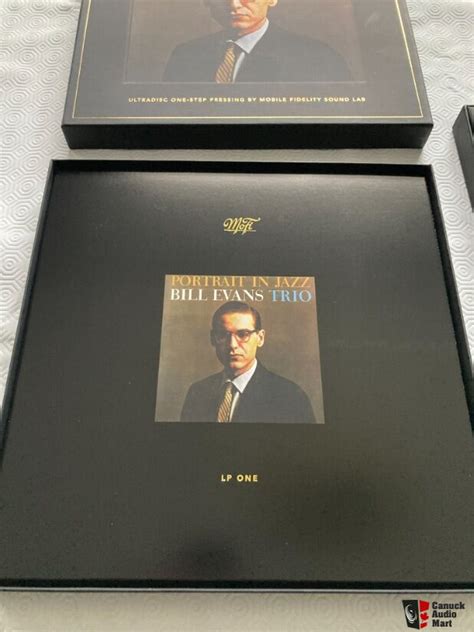 ULTRADISC ONE-STEP PRESSING BY MOBILE FIDELITY SOUND LAB
MoFi
PORTRAIT IN JAZZ
BILL EVANS TRIO
LP ONE
Canuck
Audio
Mart